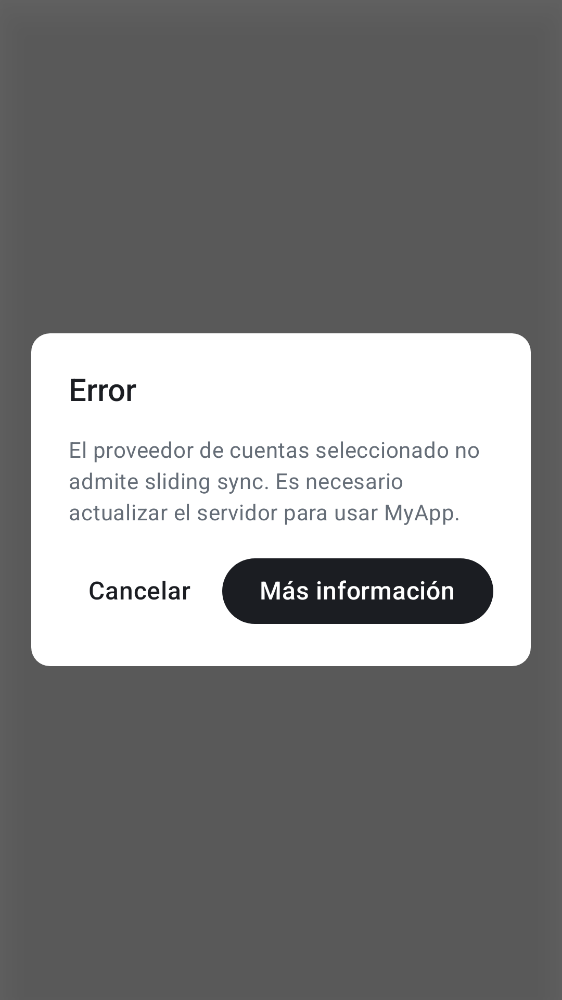 Error
El proveedor de cuentas seleccionado no
admite sliding sync. Es necesario
actualizar el servidor para usar MyApp.
Cancelar
Más información